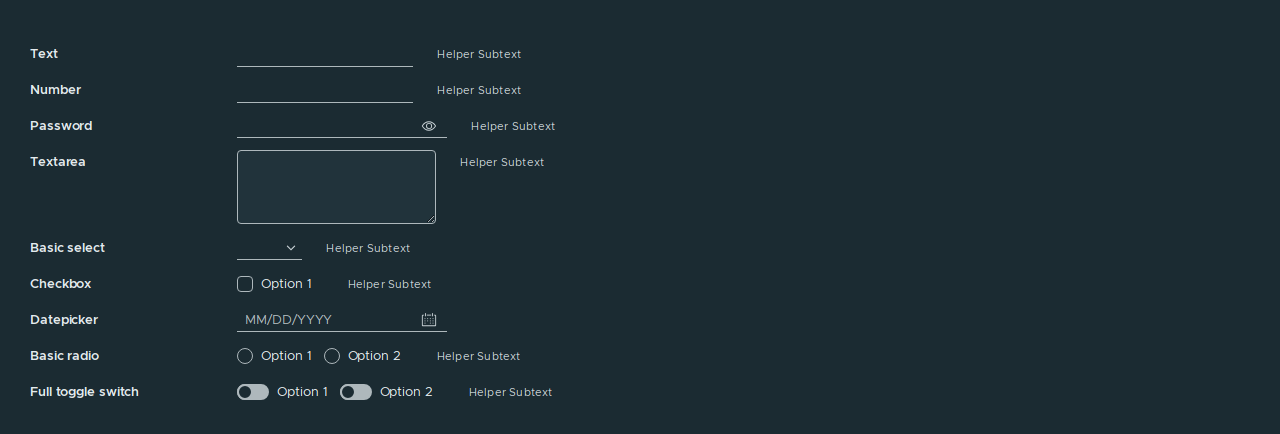 Text Helper Subtext
Number Helper Subtext
Password Helper Subtext
Textarea Helper Subtext
Basic select Helper Subtext
Checkbox Option 1 Helper Subtext
Datepicker MM/DD/YYYY
Basic radio Option 1 Option 2 Helper Subtext
Full toggle switch Option 1 Option 2 Helper Subtext